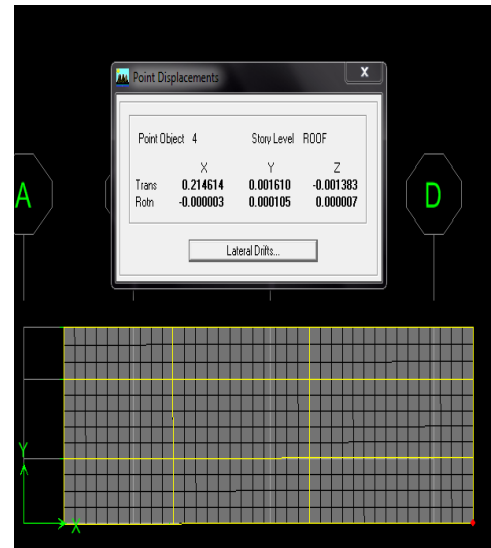 Point Displacements
X
Point Object 4 Story Level ROOF
X Y Z
Trans 0.214614 0.001610 -0.001383
Rotn -0.000003 0.000105 0.000007
Lateral Drifts...
A
D
Y
X